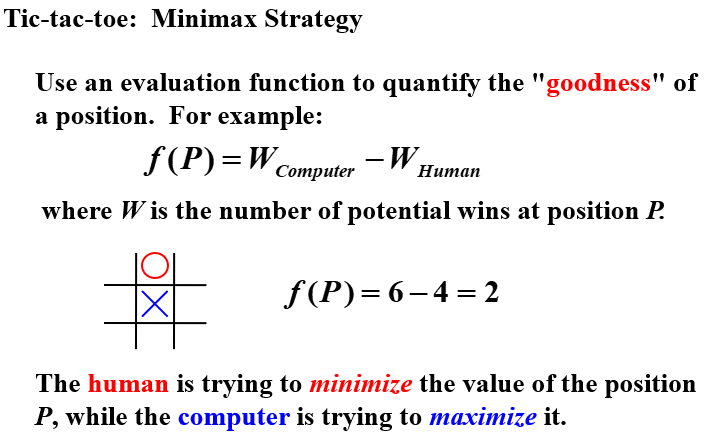 Tic-tac-toe: Minimax Strategy
Use an evaluation function to quantify the "goodness" of
a position. For example:
f(P) = W Computer − W Human
where W is the number of potential wins at position P.
O
X
f(P) = 6 − 4 = 2
The human is trying to minimize the value of the position
P, while the computer is trying to maximize it.